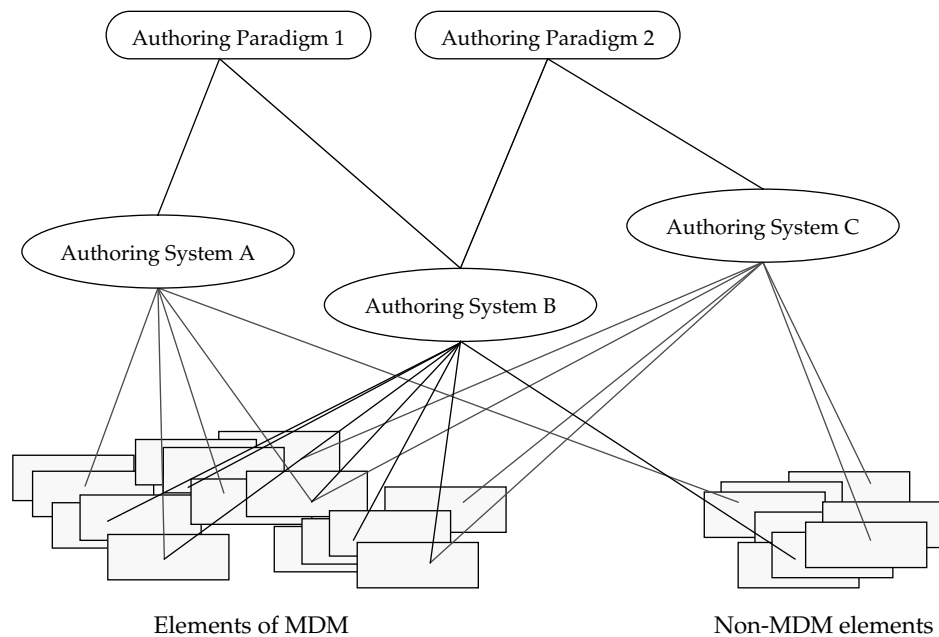 Authoring Paradigm 1
Authoring Paradigm 2
Authoring System A
Authoring System C
Authoring System B
Elements of MDM
Non-MDM elements